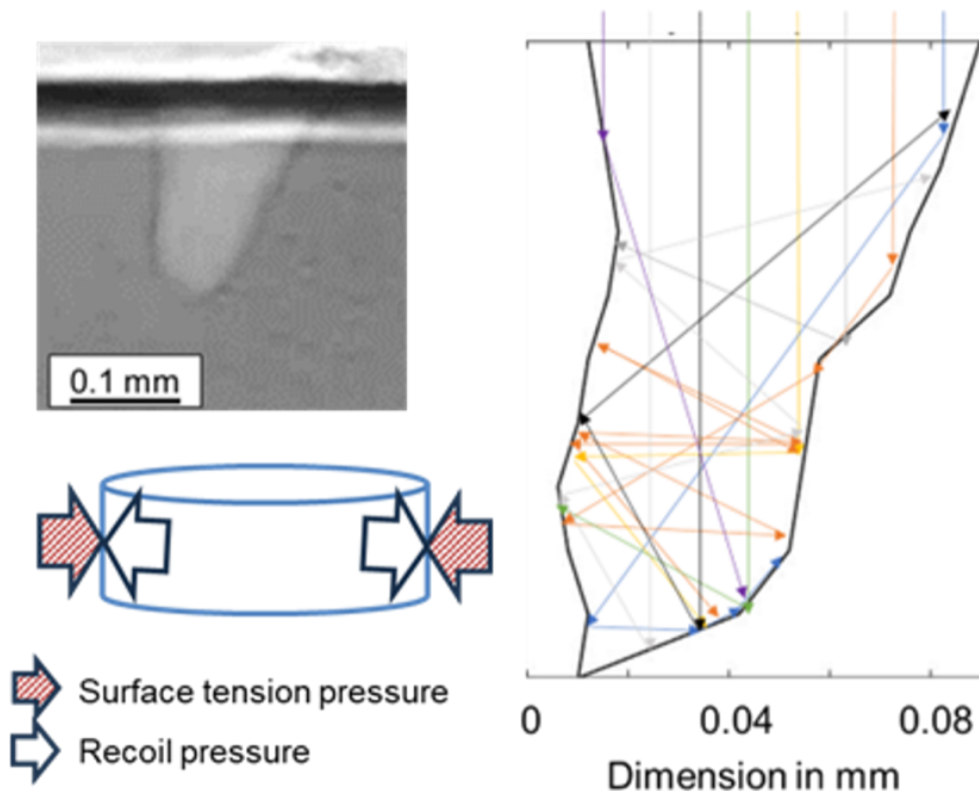 0.1 mm
Surface tension pressure
Recoil pressure
0 0.04 0.08
Dimension in mm